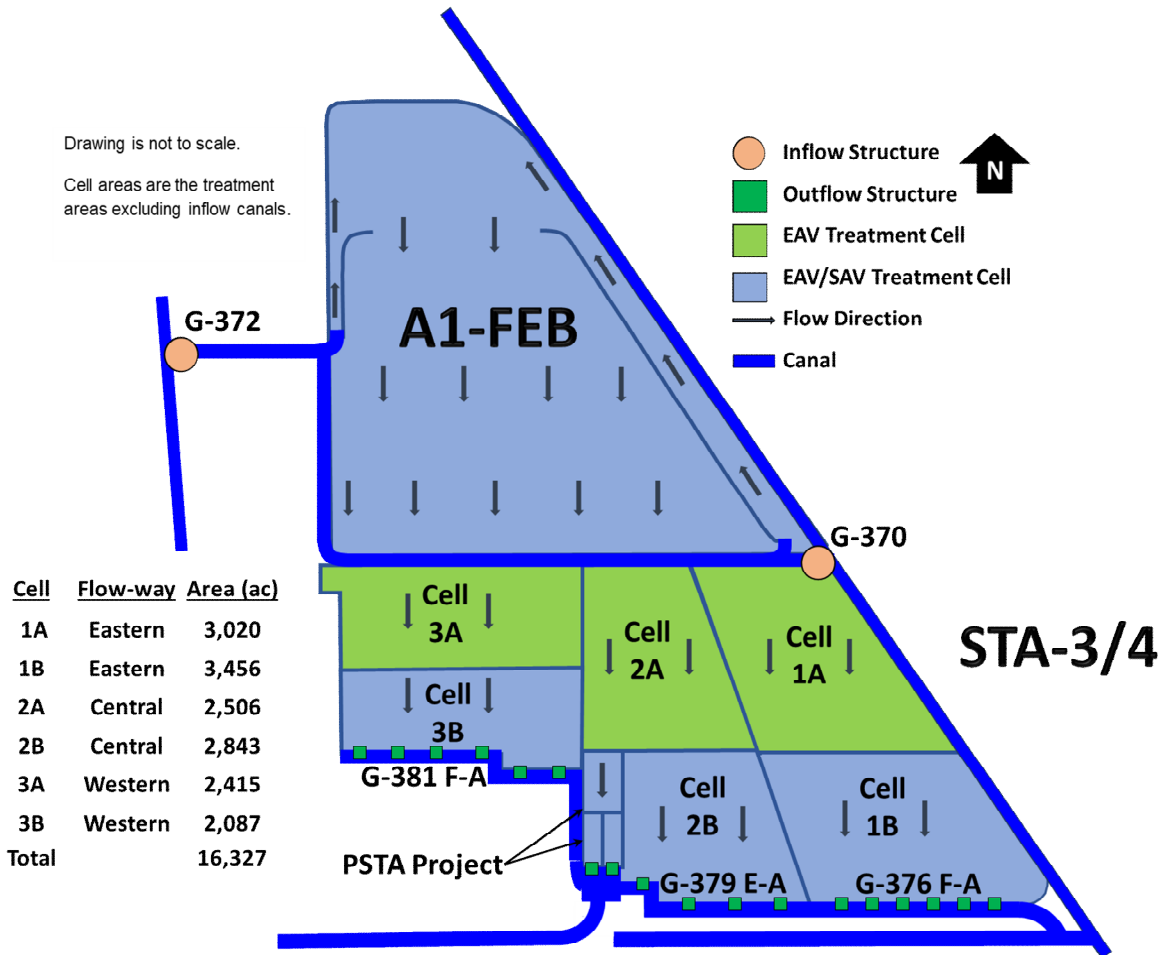 Drawing is not to scale.
Cell areas are the treatment
areas excluding inflow canals.
Inflow Structure
N
Outflow Structure
EAV Treatment Cell
EAV/SAV Treatment Cell
Flow Direction
Canal
G-372
A1-FEB
G-370
STA-3/4
Cell
3A
Cell
2A
Cell
1A
Cell
3B
Cell
2B
Cell
1B
G-381 F-A
PSTA Project
G-379 E-A
G-376 F-A
Cell Flow-way Area (ac)
1A Eastern 3,020
1B Eastern 3,456
2A Central 2,506
2B Central 2,843
3A Western 2,415
3B Western 2,087
Total 16,327